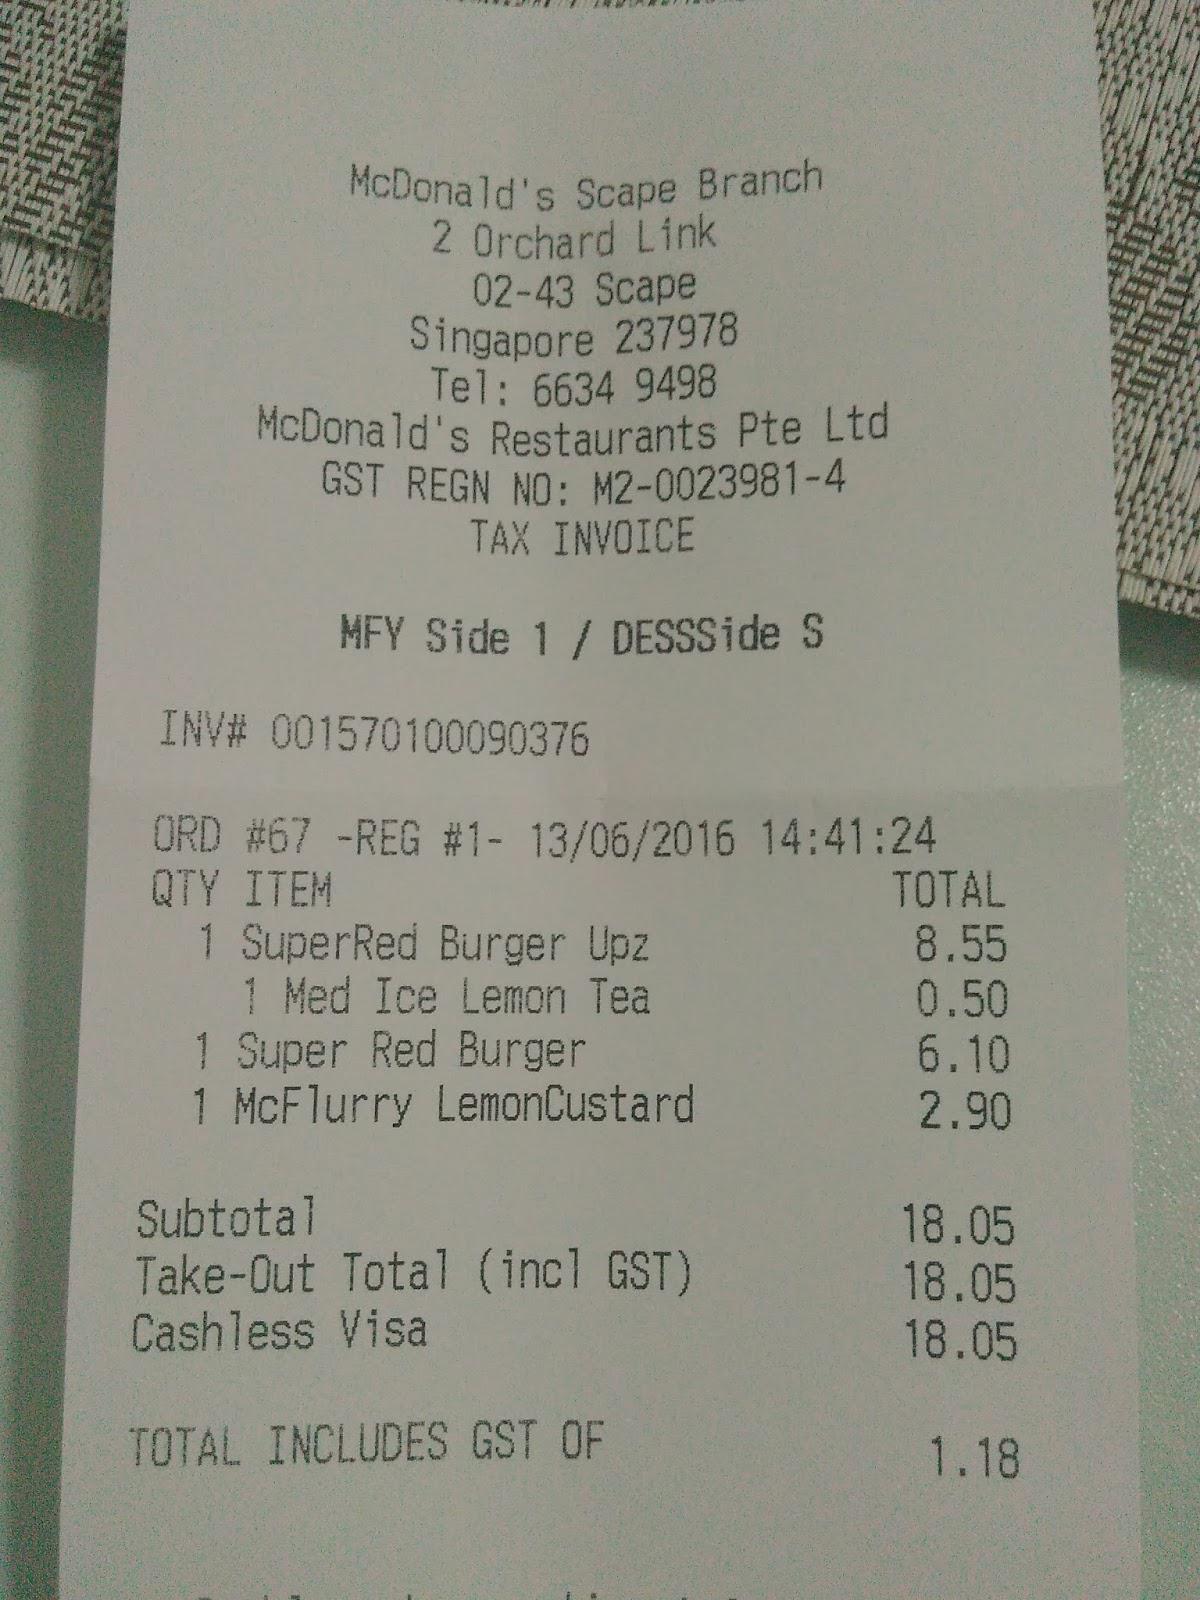 McDonald's Scape Branch
2 Orchard Link
02-43 Scape
Singapore 237978
Tel: 6634 9498
McDonald's Restaurants Pte Ltd
GST REGN NO: M2-0023981-4
TAX INVOICE
MFY Side 1 / DESSSide S
INV# 001570100090376
ORD #67 -REG #1- 13/06/2016 14:41:24
QTY ITEM TOTAL
1 SuperRed Burger Upz 8.55
1 Med Ice Lemon Tea 0.50
1 Super Red Burger 6.10
1 McFlurry LemonCustard 2.90
Subtotal 18.05
Take-Out Total (incl GST) 18.05
Cashless Visa 18.05
TOTAL INCLUDES GST OF 1.18